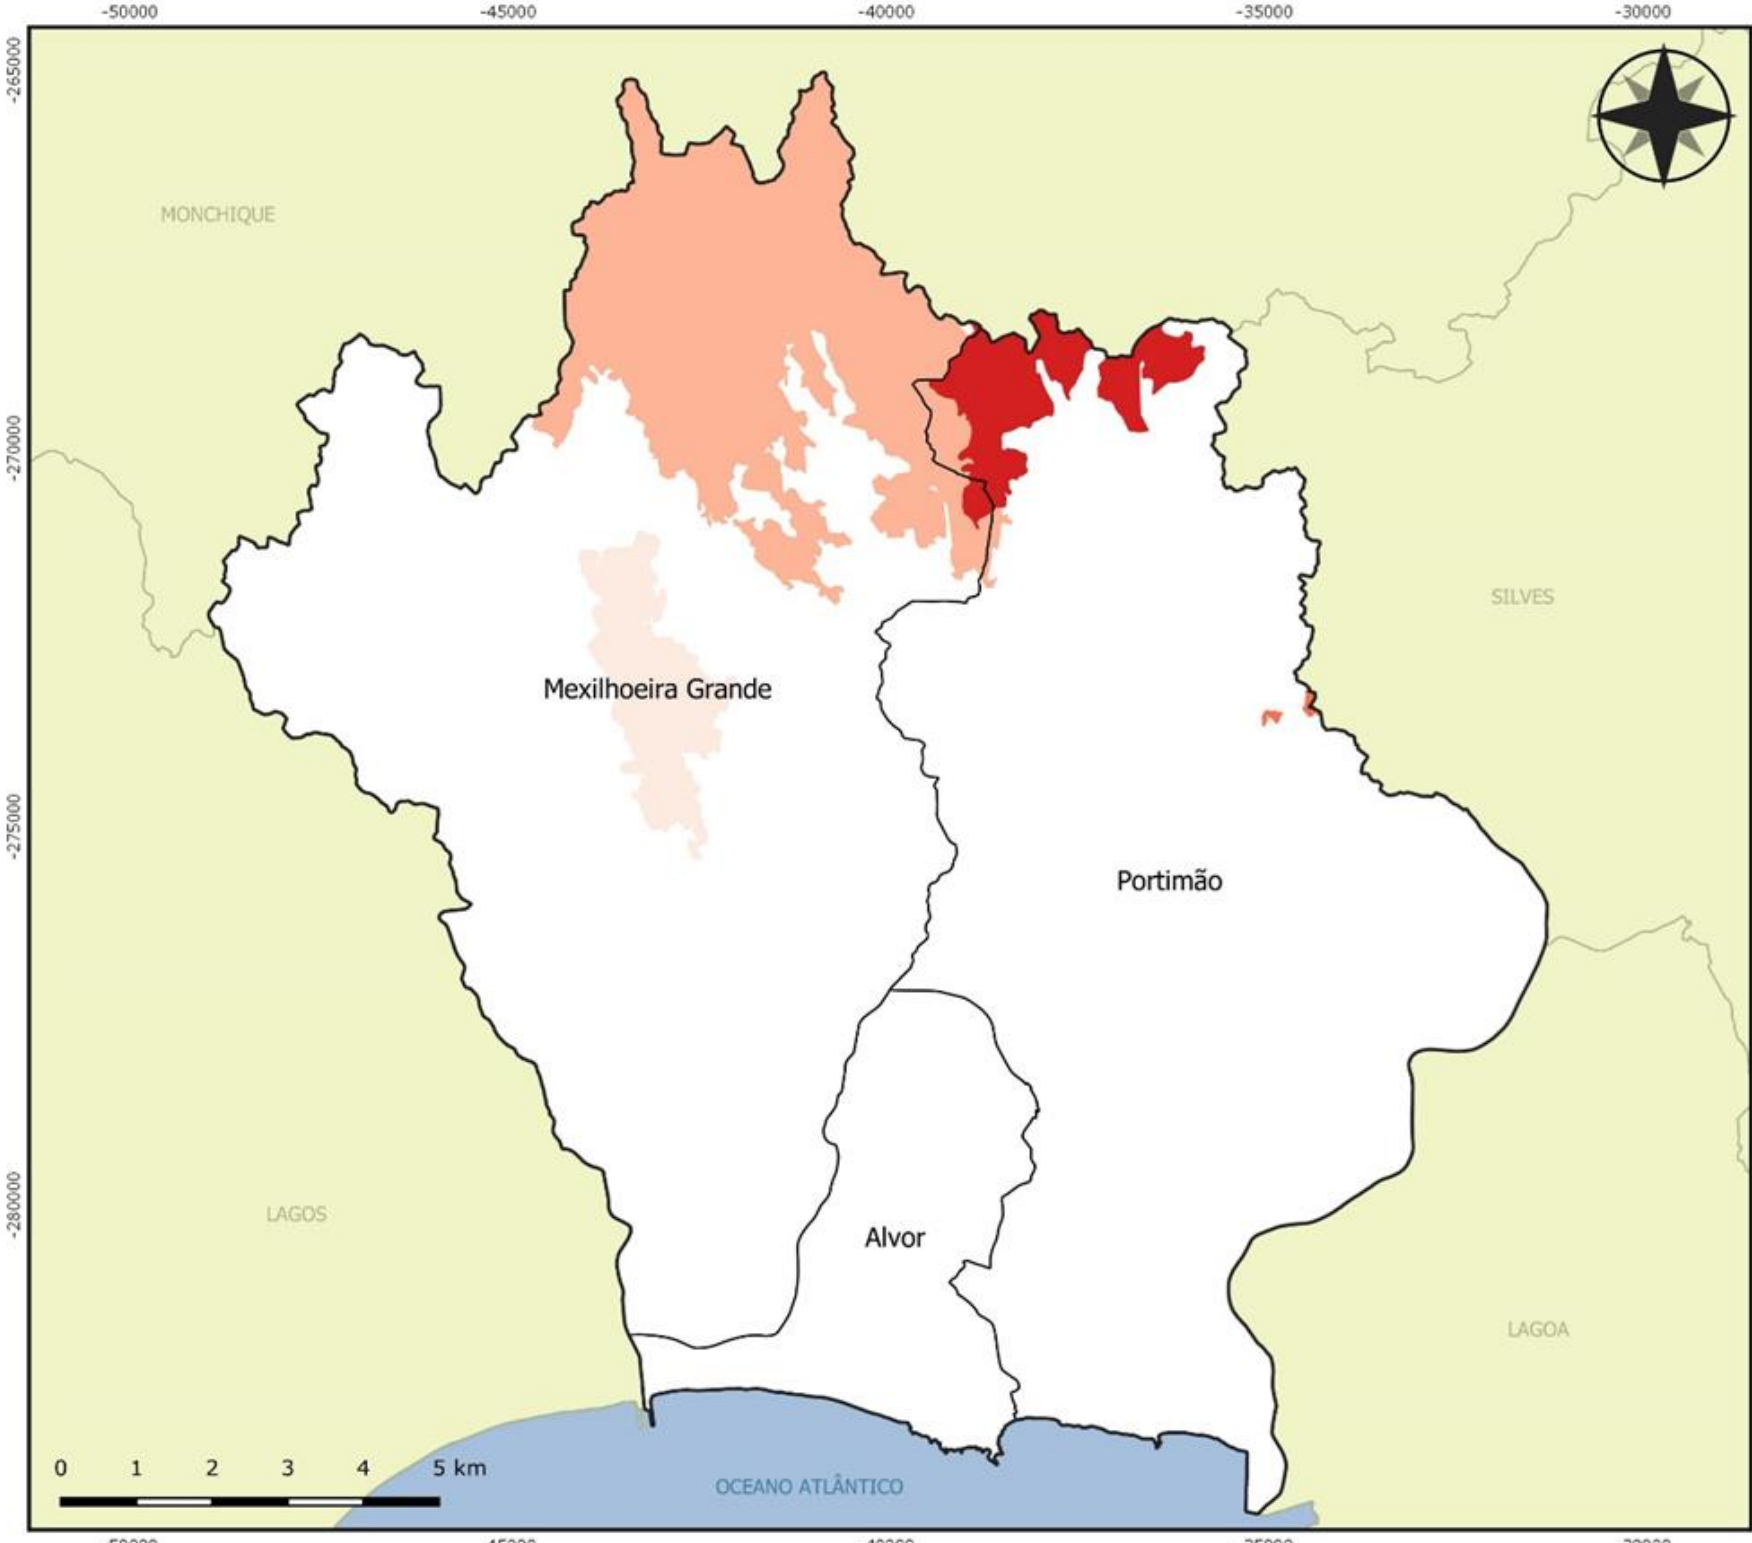 -50000 -45000 -40000 -35000 -30000
-265000
MONCHIQUE
-270000
SILVES
Mexilhoeira Grande
-275000
Portimão
-280000
LAGOS
Alvor
LAGOA
0 1 2 3 4 5 km
OCEANO ATLÂNTICO